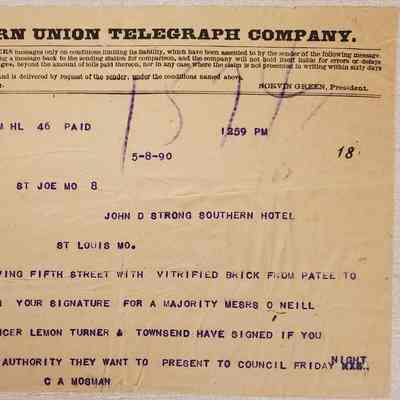 RN UNION TELEGRAPH COMPANY.
messages only on conditions limiting its liability, which have been assented to by the sender of the following message.
ing a message back to the sending station for comparison, and the company will not hold itself liable for errors or delays
ges, beyond the amount of tolls paid thereon, nor in any case where the claim is not presented in writing within sixty days
and is delivered by request of the sender, under the conditions named above.
NORVIN GREEN, President.
HL 46 PAID 1259 PM
5-8-90
18.
ST JOE MO 8
JOHN D STRONG SOUTHERN HOTEL
ST LOUIS MO.
VING FIFTH STREET WITH VITRIFIED BRICK FROM PATEE TO
YOUR SIGNATURE FOR A MAJORITY MESRS O NEILL
CER LEMON TURNER & TOWNSEND HAVE SIGNED IF YOU
AUTHORITY THEY WANT TO PRESENT TO COUNCIL FRIDAY NIGHT
C A MOSMAN